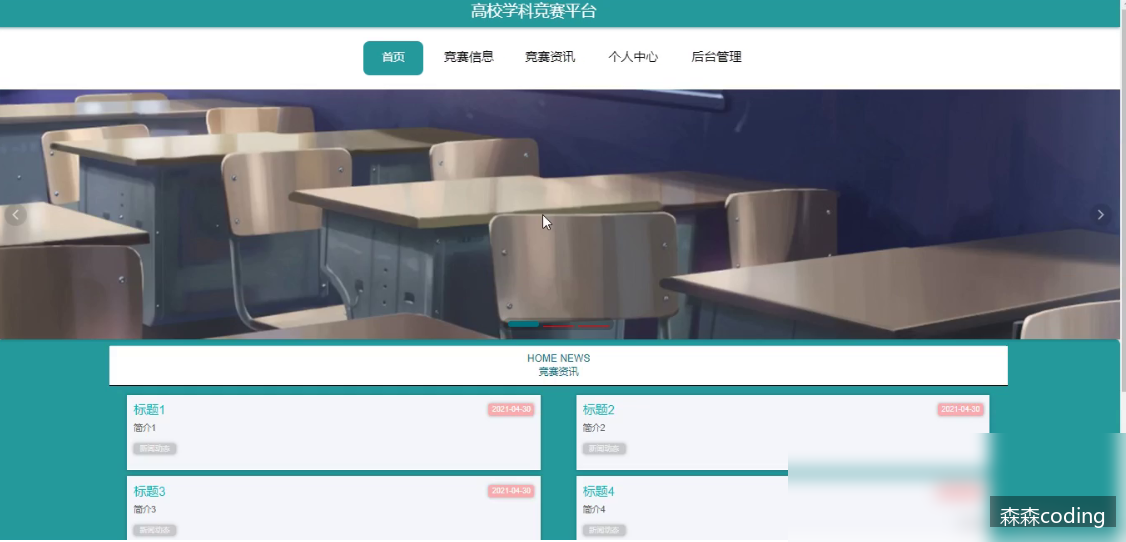 高校学科竞赛平台
首页 竞赛信息 竞赛资讯 个人中心 后台管理
HOME NEWS
竞赛资讯
标题1 2021-04-30
简介1
新闻动态
标题2 2021-04-30
简介2
新闻动态
标题3 2021-04-30
简介3
新闻动态
标题4
简介4
新闻动态
森森coding